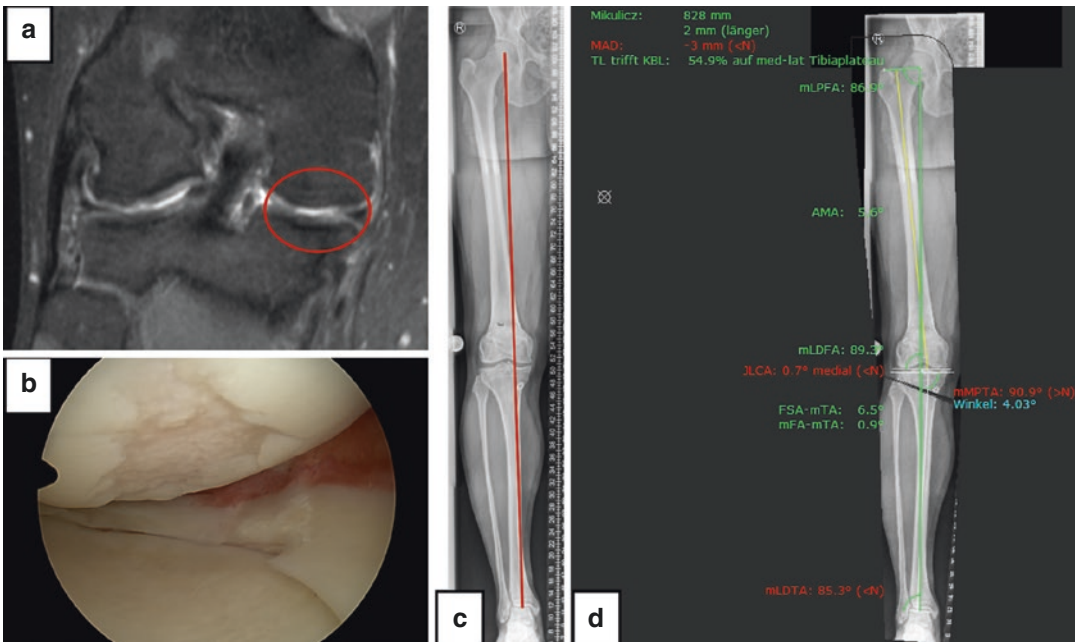 a
b
c
R
d
Mikulicz: 828 mm
2 mm (länger)
MAD: -3 mm (<N)
TL trifft KBL: 54.9% auf med-lat Tibiaplateau
mLPFA: 86.9°
AMA: 5.6°
mLDFA: 89.3°
JLCA: 0.7° medial (<N)
mMPTA: 90.9° (>N)
Winkel: 4.03°
FSA-mTA: 6.5°
mFA-mTA: 0.9°
mLDTA: 85.3° (<N)